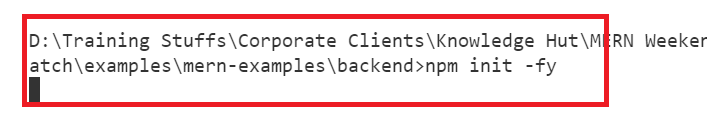 D:\Training Stuffs\Corporate Clients\Knowledge Hut\MERN Weeker
atch\examples\mern-examples\backend>npm init -fy